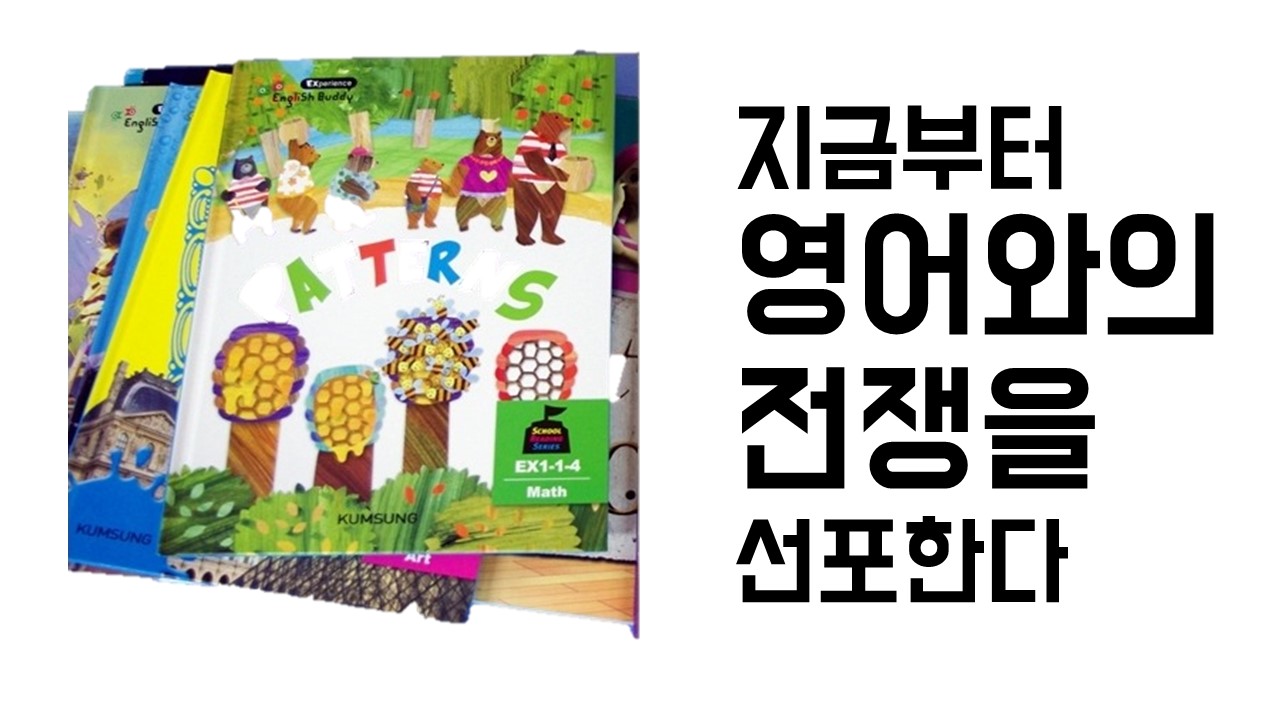 EXperience
English Buddy
Englis
PATTERNS
SCHOOL
READING
SERIES
EX1-1-4
Math
KUMSUNG
KUMSUNG
Art
지금부터
영어와의
전쟁을
선포한다